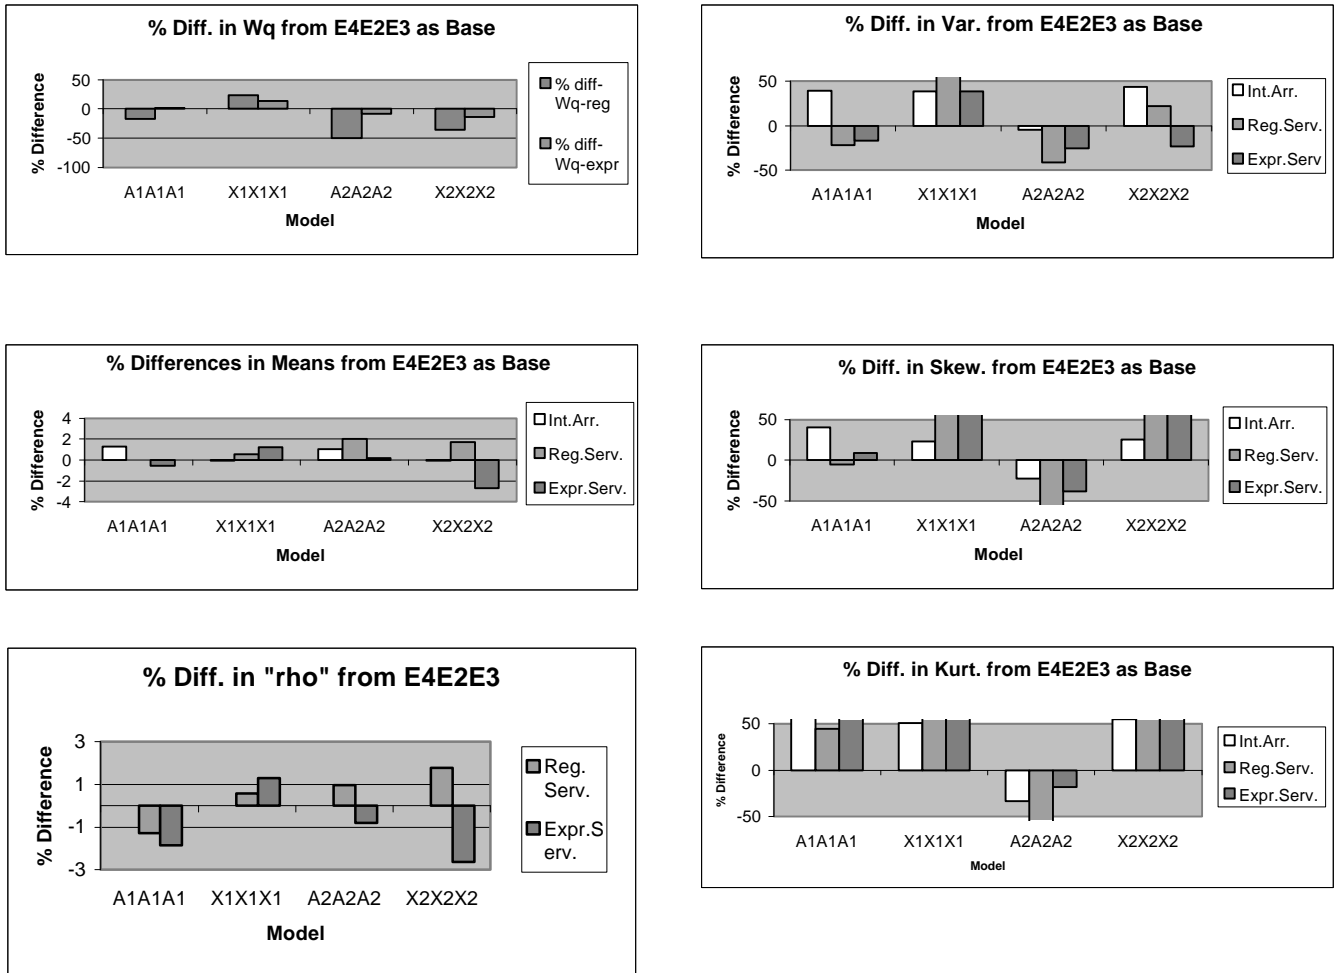 % Diff. in Wq from E4E2E3 as Base
% Difference
50
0
-50
-100
A1A1A1 X1X1X1 A2A2A2 X2X2X2
Model
% diff-
Wq-reg
% diff-
Wq-expr
% Diff. in Var. from E4E2E3 as Base
% Difference
50
0
-50
A1A1A1 X1X1X1 A2A2A2 X2X2X2
Model
Int.Arr.
Reg.Serv.
Expr.Serv
% Differences in Means from E4E2E3 as Base
% Difference
4
2
0
-2
-4
A1A1A1 X1X1X1 A2A2A2 X2X2X2
Model
Int.Arr.
Reg.Serv.
Expr.Serv.
% Diff. in Skew. from E4E2E3 as Base
% Difference
50
0
-50
A1A1A1 X1X1X1 A2A2A2 X2X2X2
Model
Int.Arr.
Reg.Serv.
Expr.Serv.
% Diff. in "rho" from E4E2E3
% Difference
3
1
-1
-3
A1A1A1 X1X1X1 A2A2A2 X2X2X2
Model
Reg.
Serv.
Expr.S
erv.
% Diff. in Kurt. from E4E2E3 as Base
% Difference
50
0
-50
A1A1A1 X1X1X1 A2A2A2 X2X2X2
Model
Int.Arr.
Reg.Serv.
Expr.Serv.